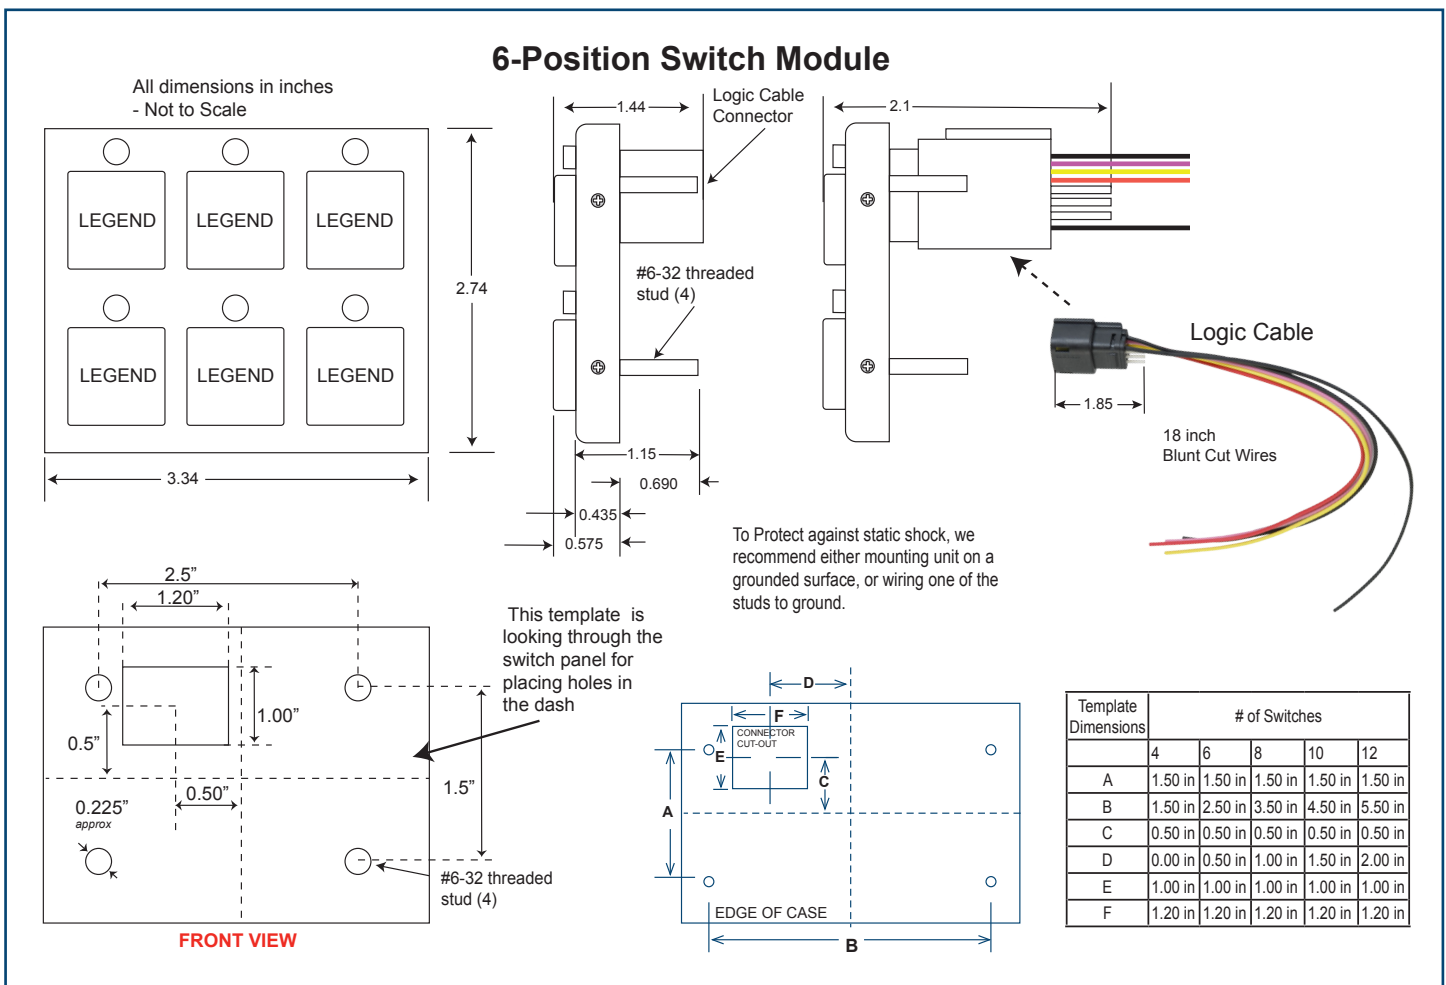 6-Position Switch Module
All dimensions in inches
- Not to Scale
LEGEND
LEGEND
LEGEND
LEGEND
LEGEND
LEGEND
2.74
3.34
1.44
Logic Cable
Connector
#6-32 threaded
stud (4)
1.15
0.690
0.435
0.575
2.1
Logic Cable
1.85
18 inch
Blunt Cut Wires
To Protect against static shock, we
recommend either mounting unit on a
grounded surface, or wiring one of the
studs to ground.
2.5”
1.20”
1.00”
0.5”
0.50”
0.225”
approx
1.5”
#6-32 threaded
stud (4)
FRONT VIEW
This template is
looking through the
switch panel for
placing holes in
the dash
D
F
CONNECTOR
CUT-OUT
E
C
A
EDGE OF CASE
B
Template
Dimensions
# of Switches
4 6 8 10 12
A 1.50 in 1.50 in 1.50 in 1.50 in 1.50 in
B 1.50 in 2.50 in 3.50 in 4.50 in 5.50 in
C 0.50 in 0.50 in 0.50 in 0.50 in 0.50 in
D 0.00 in 0.50 in 1.00 in 1.50 in 2.00 in
E 1.00 in 1.00 in 1.00 in 1.00 in 1.00 in
F 1.20 in 1.20 in 1.20 in 1.20 in 1.20 in